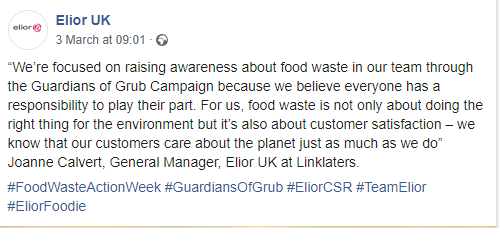 elior
Elior UK
3 March at 09:01 ·
“We’re focused on raising awareness about food waste in our team through
the Guardians of Grub Campaign because we believe everyone has a
responsibility to play their part. For us, food waste is not only about doing the
right thing for the environment but it’s also about customer satisfaction – we
know that our customers care about the planet just as much as we do”
Joanne Calvert, General Manager, Elior UK at Linklaters.
#FoodWasteActionWeek #GuardiansOfGrub #EliorCSR #TeamElior
#EliorFoodie